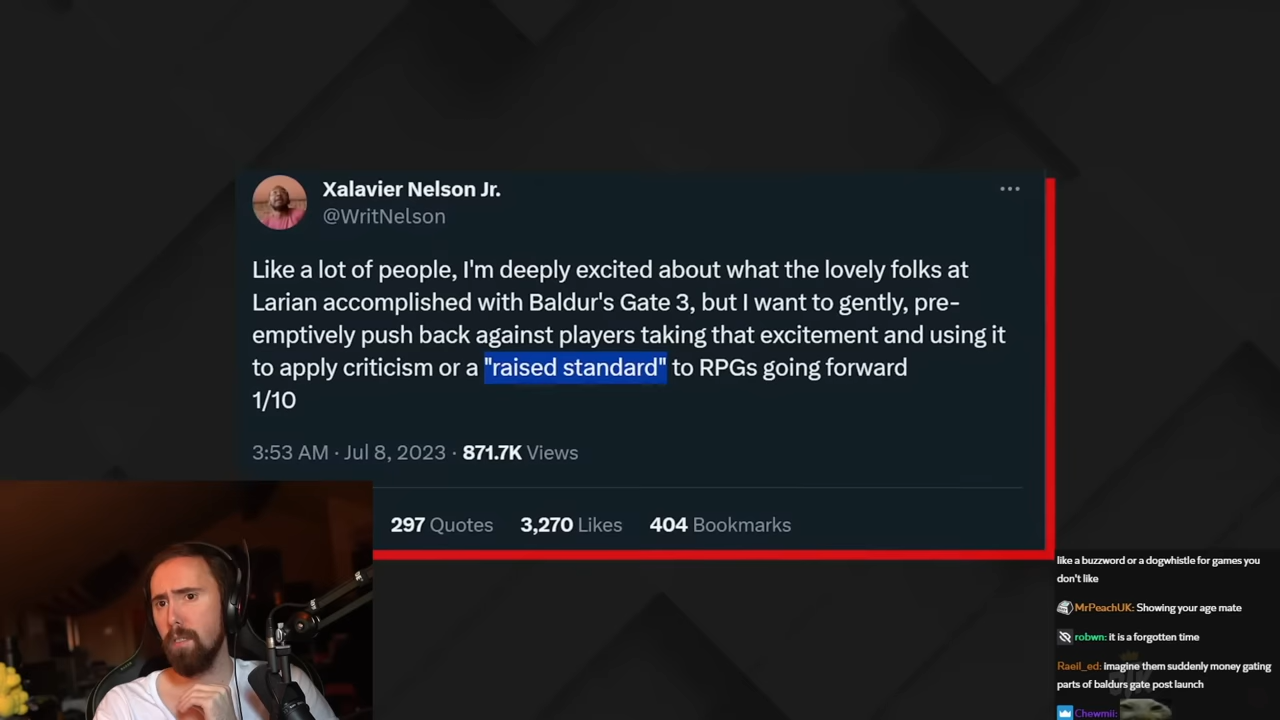 Xalavier Nelson Jr.
@WritNelson
Like a lot of people, I'm deeply excited about what the lovely folks at
Larian accomplished with Baldur's Gate 3, but I want to gently, pre-
emptively push back against players taking that excitement and using it
to apply criticism or a "raised standard" to RPGs going forward
1/10
3:53 AM · Jul 8, 2023 · 871.7K Views
297 Quotes 3,270 Likes 404 Bookmarks
like a buzzword or a dogwhistle for games you
don't like
MrPeachUK: Showing your age mate
robwn: it is a forgotten time
Raeil_ed: imagine them suddenly money gating
parts of baldurs gate post launch
Chewmii: